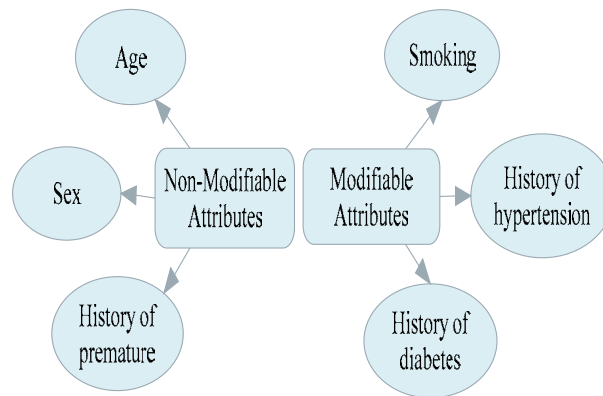 Age
Smoking
Sex
Non-Modifiable
Attributes
Modifiable
Attributes
History of
hypertension
History of
premature
History of
diabetes